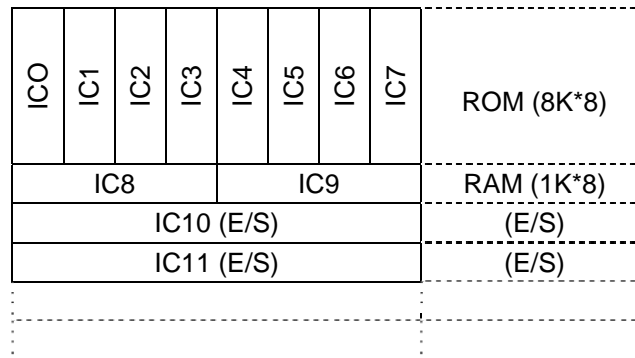 ICO IC1 IC2 IC3 IC4 IC5 IC6 IC7 ROM (8K*8)
IC8 IC9 RAM (1K*8)
IC10 (E/S) (E/S)
IC11 (E/S) (E/S)